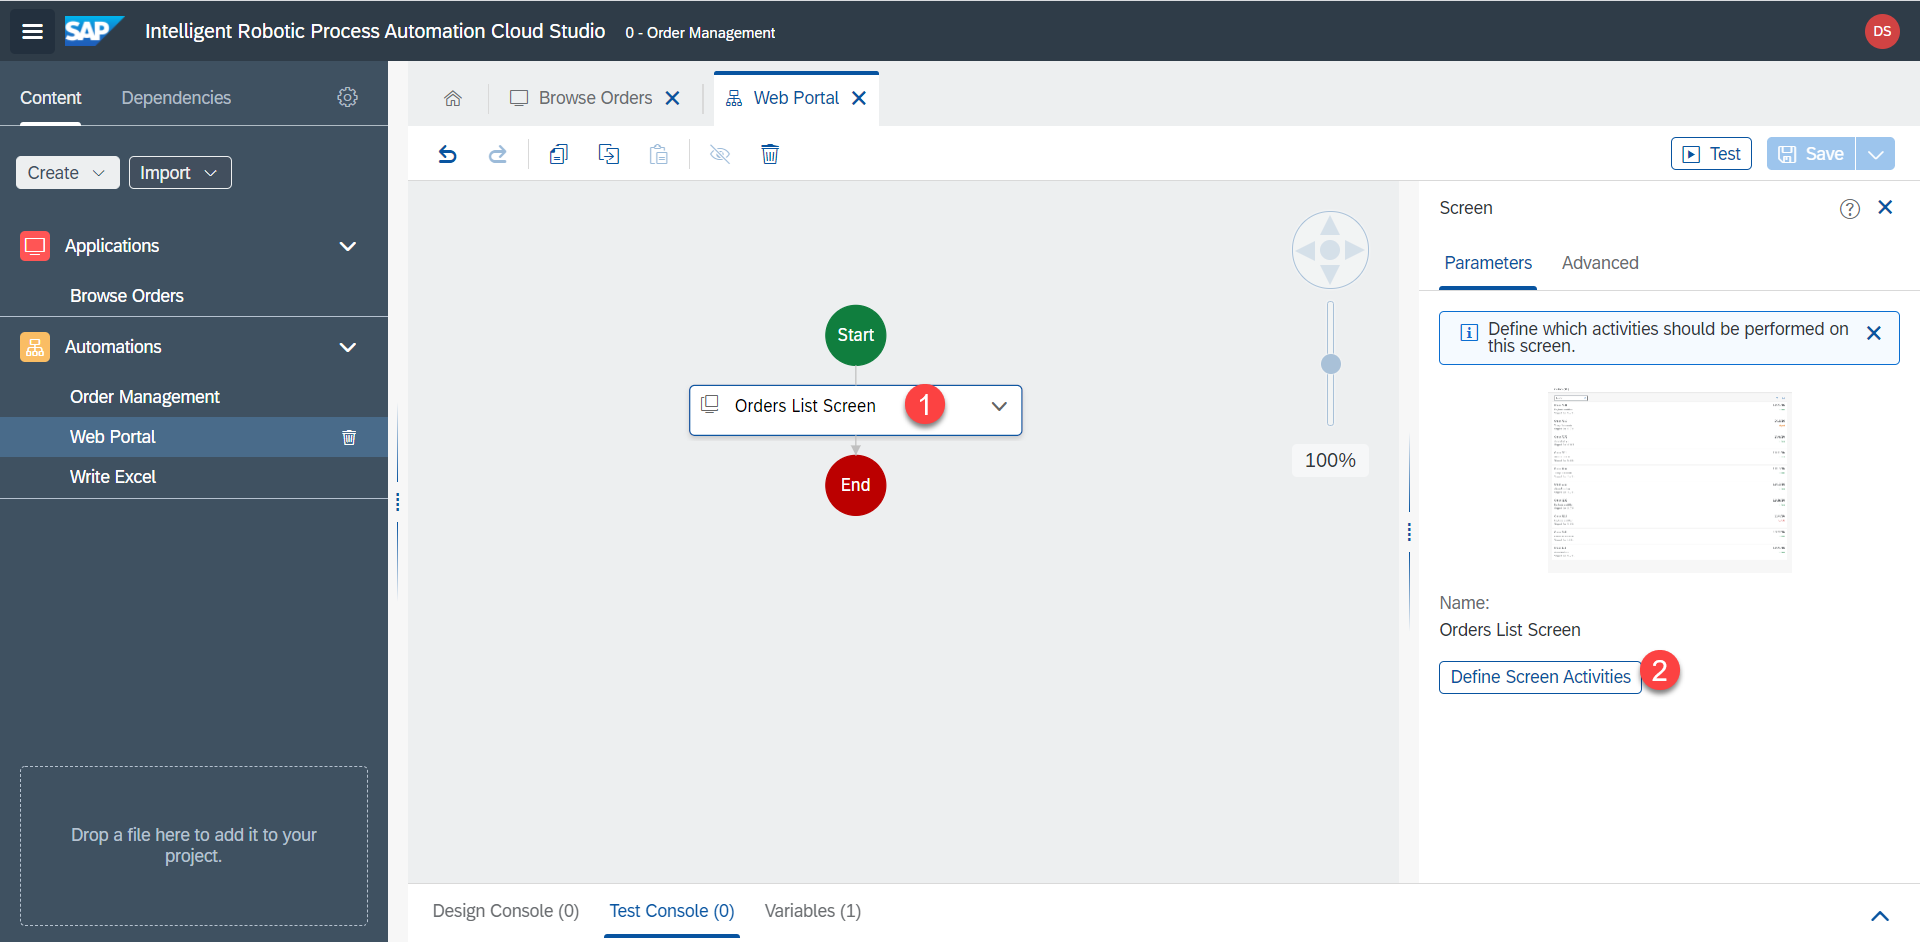 SAP Intelligent Robotic Process Automation Cloud Studio 0 - Order Management DS
Content Dependencies
Browse Orders Web Portal
Create Import
Test Save
Applications
Browse Orders
Automations
Order Management
Web Portal
Write Excel
Drop a file here to add it to your
project.
Start
Orders List Screen 1
End
100%
Screen
Parameters Advanced
Define which activities should be performed on
this screen.
Name:
Orders List Screen
Define Screen Activities 2
Design Console (0) Test Console (0) Variables (1)